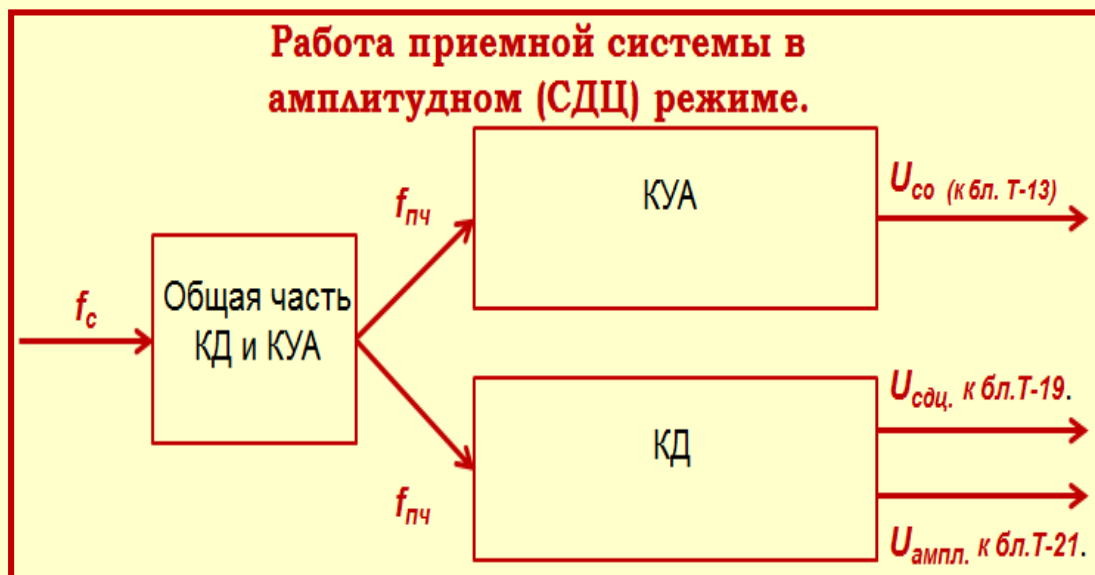 Работа приемной системы в
амплитудном (СДЦ) режиме.
fс
Общая часть
КД и КУА
fпч
КУА
Uсо (к бл. Т-13)
fпч
КД
Uсдц. к бл.Т-19.
Uампл. к бл.Т-21.